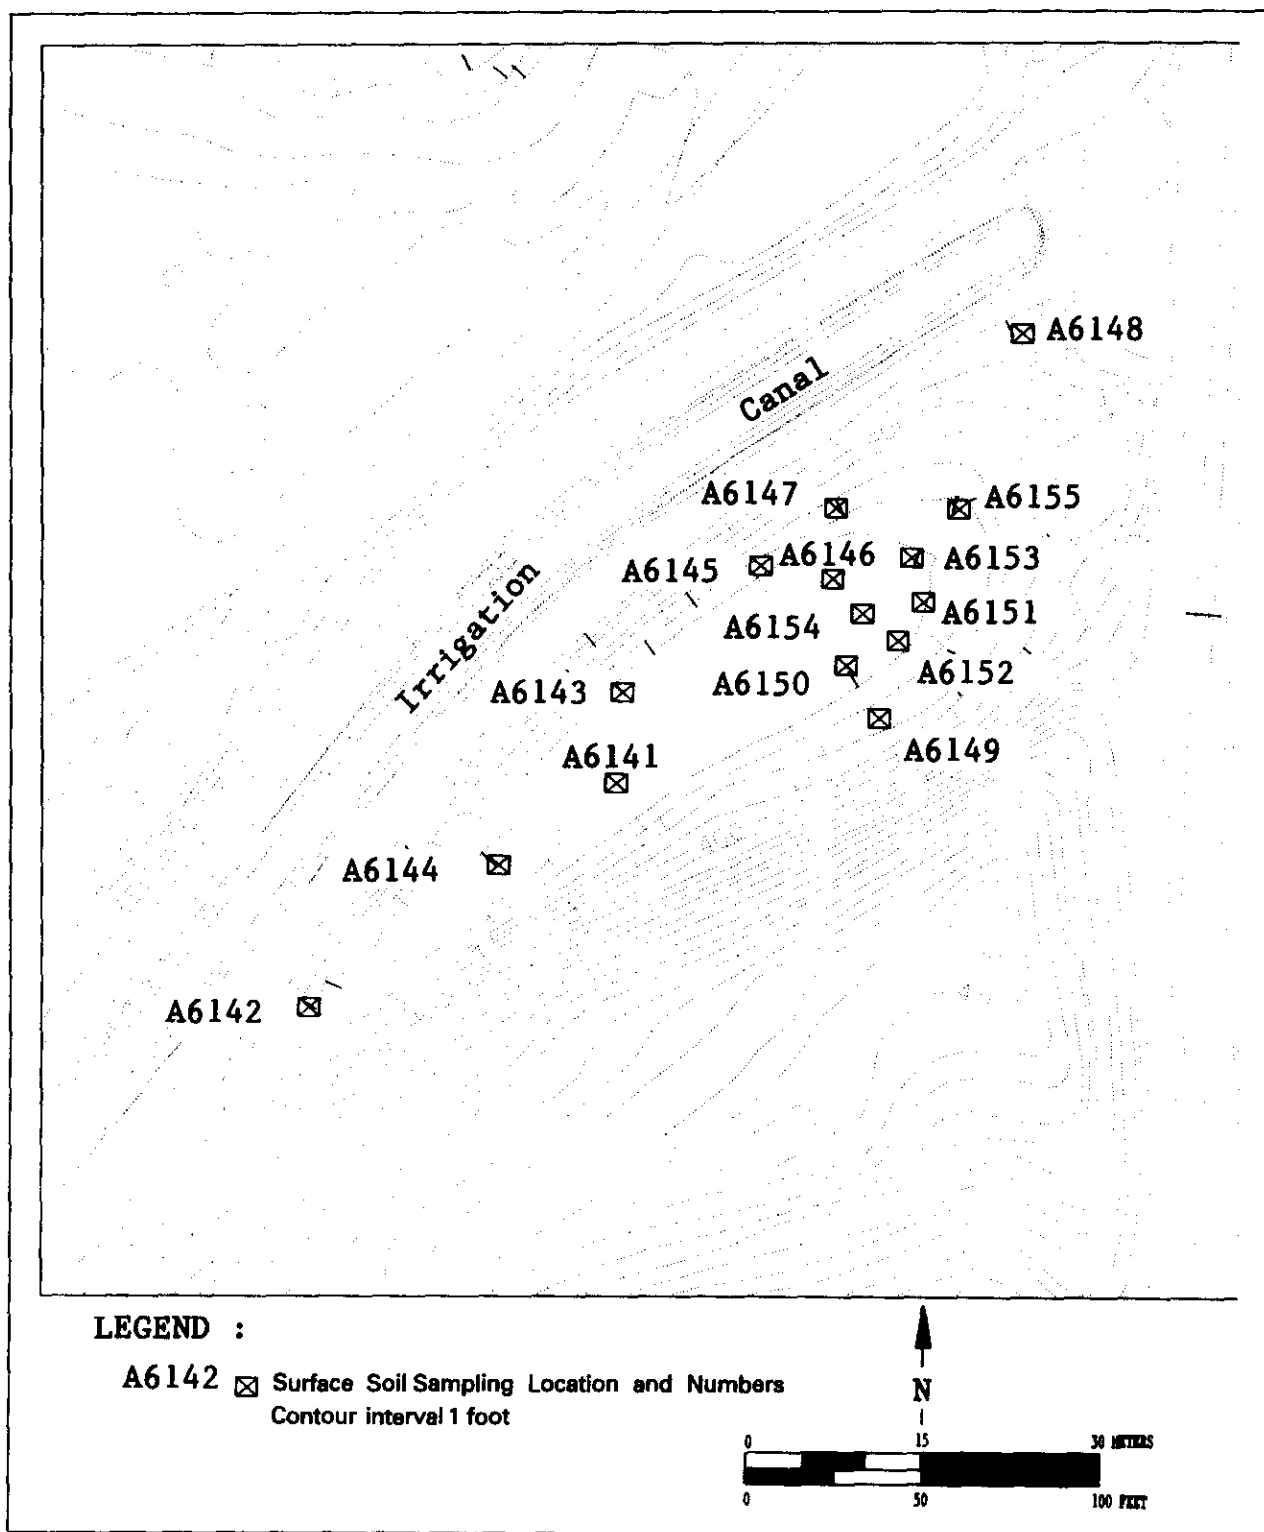 A6148
Canal
A6147
A6155
A6146
A6145
A6153
Irrigation
A6154
A6151
A6143
A6150
A6152
A6141
A6149
A6144
A6142
LEGEND :
A6142 Surface Soil Sampling Location and Numbers
Contour interval 1 foot
N
0 15 30 METERS
0 50 100 FEET